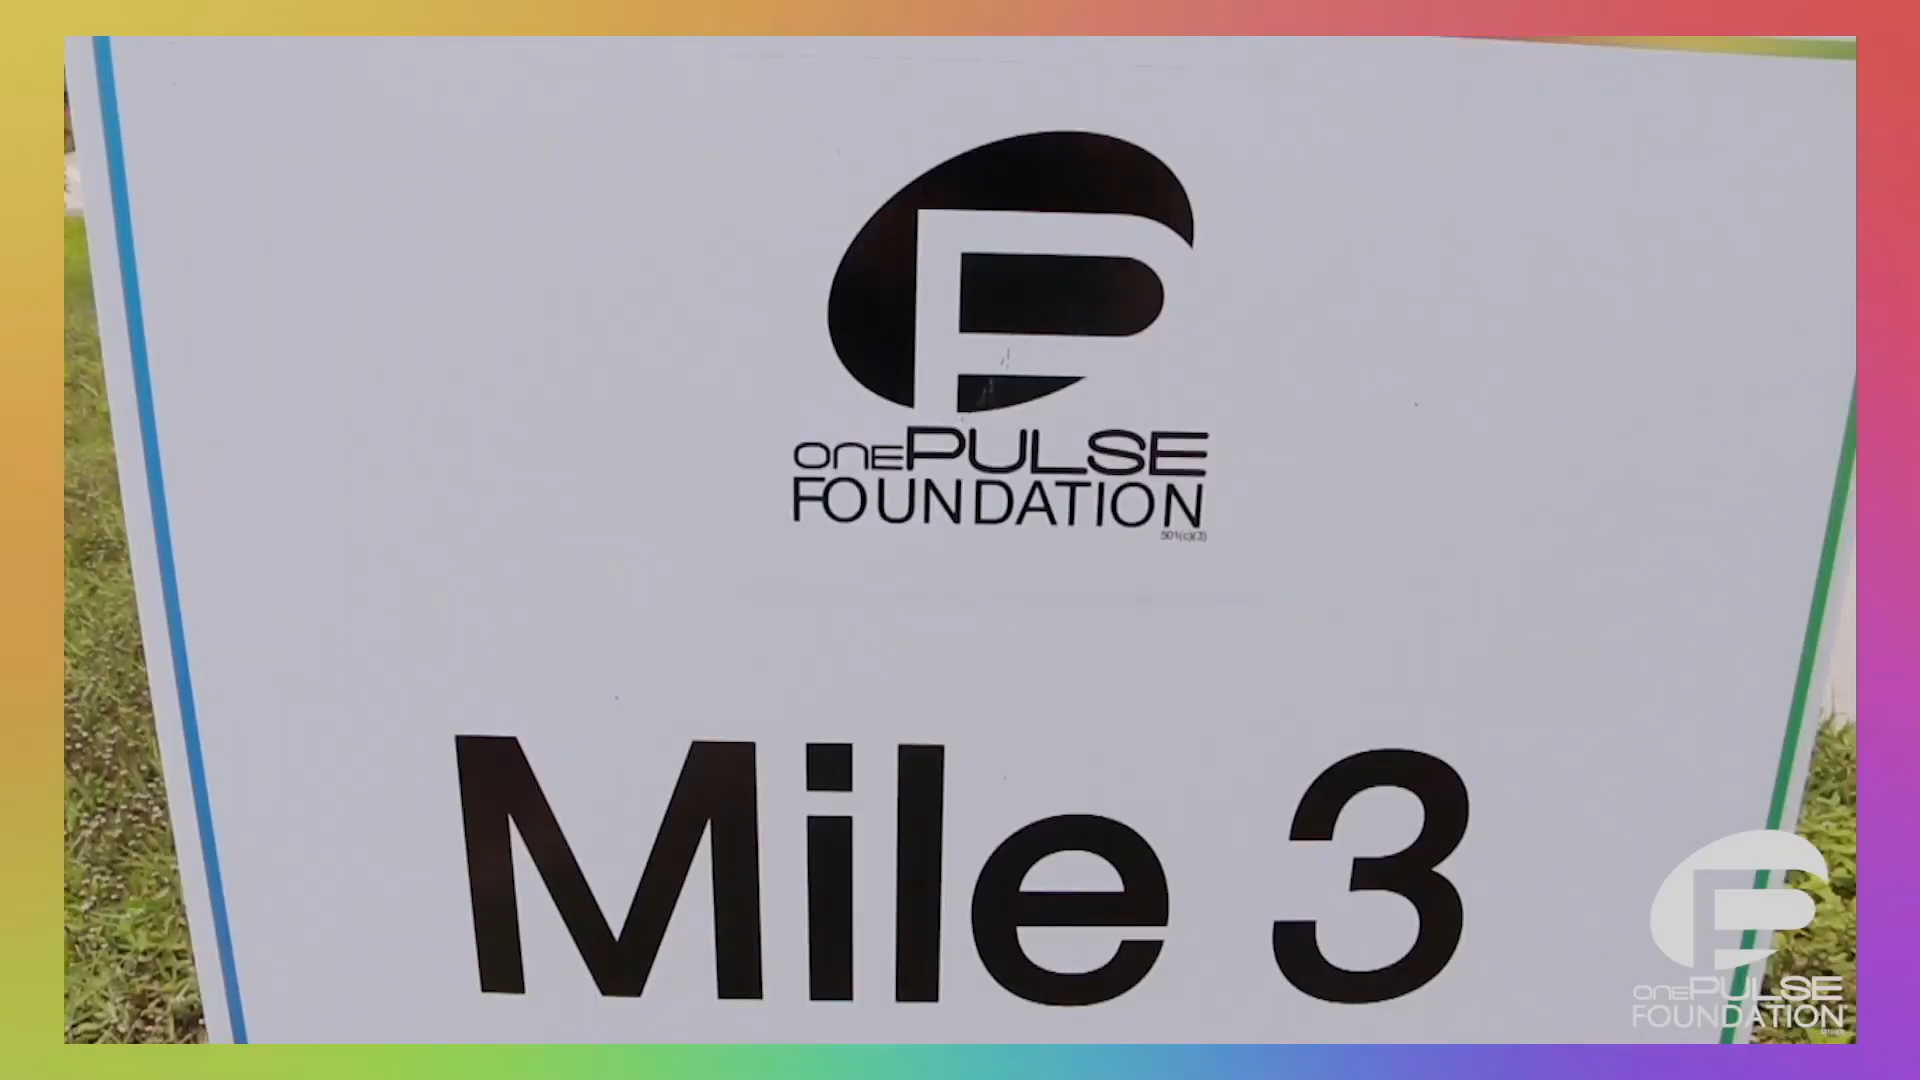 onePULSE
FOUNDATION
501(c)(3)
Mile 3
onePULSE
FOUNDATION